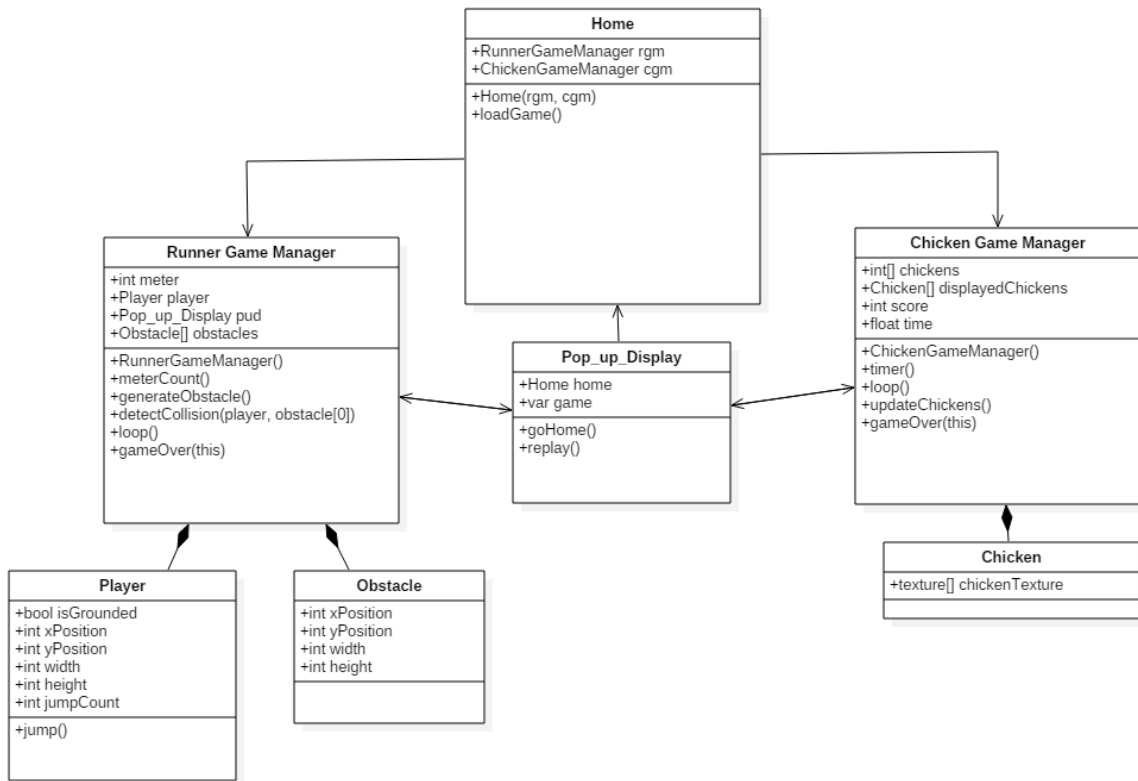 Home
+RunnerGameManager rgm
+ChickenGameManager cgm
+Home(rgm, cgm)
+loadGame()
Runner Game Manager
+int meter
+Player player
+Pop_up_Display pud
+Obstacle[] obstacles
+RunnerGameManager()
+meterCount()
+generateObstacle()
+detectCollision(player, obstacle[0])
+loop()
+gameOver(this)
Pop_up_Display
+Home home
+var game
+goHome()
+replay()
Chicken Game Manager
+int[] chickens
+Chicken[] displayedChickens
+int score
+float time
+ChickenGameManager()
+timer()
+loop()
+updateChickens()
+gameOver(this)
Player
+bool isGrounded
+int xPosition
+int yPosition
+int width
+int height
+int jumpCount
+jump()
Obstacle
+int xPosition
+int yPosition
+int width
+int height
Chicken
+texture[] chickenTexture